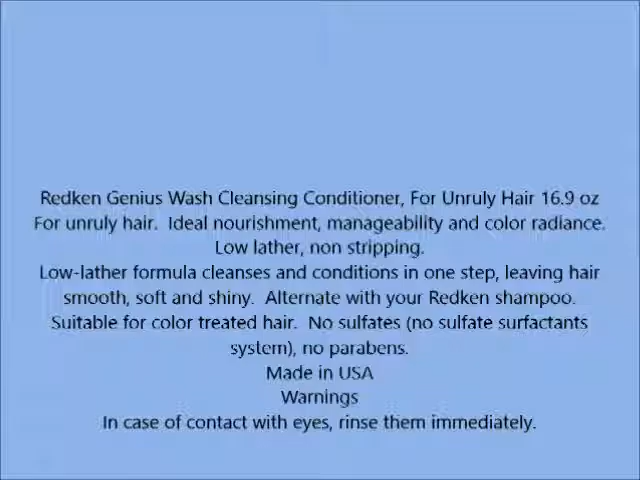 Redken Genius Wash Cleansing Conditioner, For Unruly Hair 16.9 oz
For unruly hair.  Ideal nourishment, manageability and color radiance.
Low lather, non stripping.
Low-lather formula cleanses and conditions in one step, leaving hair
smooth, soft and shiny.  Alternate with your Redken shampoo.
Suitable for color treated hair.  No sulfates (no sulfate surfactants
system), no parabens.
Made in USA
Warnings
In case of contact with eyes, rinse them immediately.